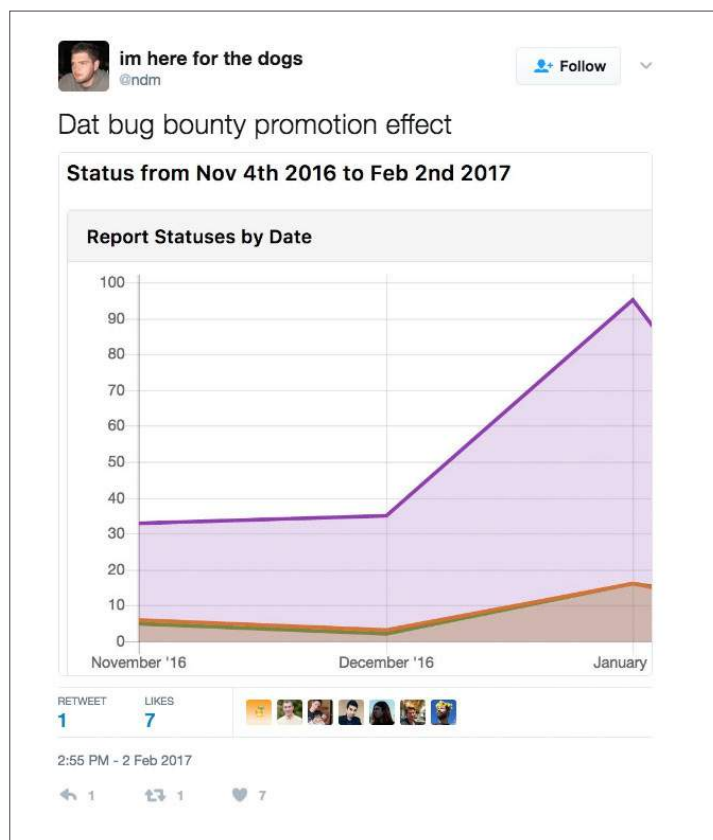 im here for the dogs
@ndm
Follow
Dat bug bounty promotion effect
Status from Nov 4th 2016 to Feb 2nd 2017
Report Statuses by Date
100
90
80
70
60
50
40
30
20
10
0
November '16 December '16 January
RETWEET LIKES
1 7
2:55 PM - 2 Feb 2017
1 1 7